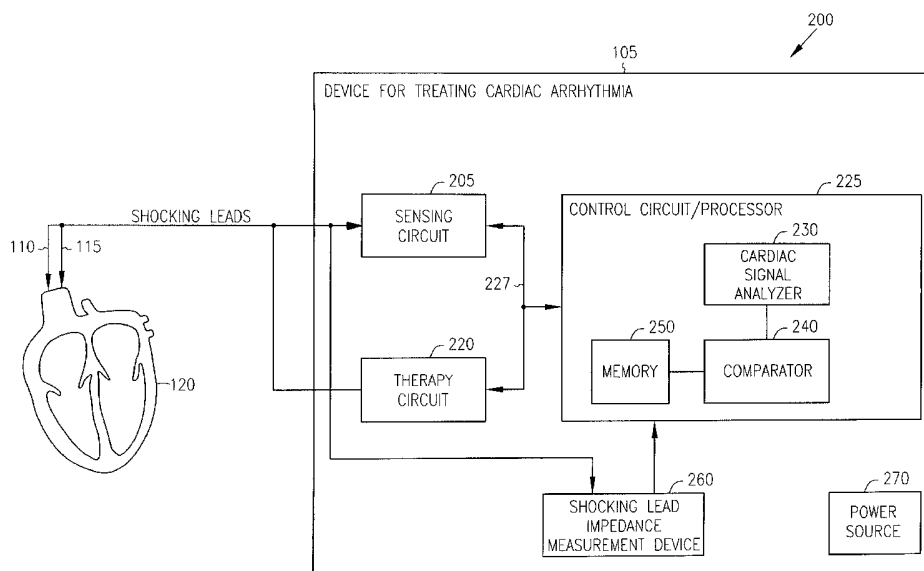 200
105
DEVICE FOR TREATING CARDIAC ARRHYTHMIA
205
SENSING
CIRCUIT
225
CONTROL CIRCUIT/PROCESSOR
SHOCKING LEADS
110
115
230
CARDIAC
SIGNAL
ANALYZER
227
220
THERAPY
CIRCUIT
250
MEMORY
240
COMPARATOR
120
260
SHOCKING LEAD
IMPEDANCE
MEASUREMENT DEVICE
270
POWER
SOURCE